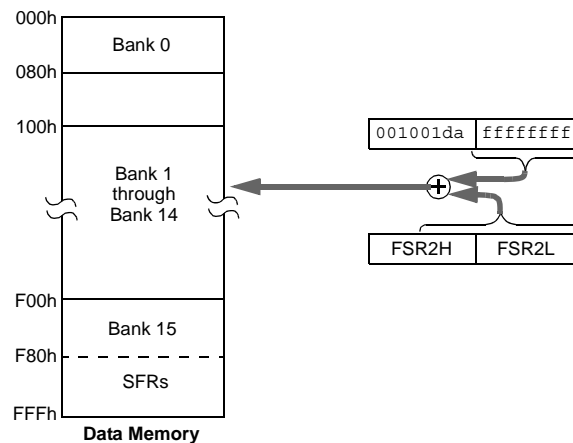 000h
Bank 0
080h
100h
001001da ffffffff
Bank 1
through
Bank 14
FSR2H FSR2L
F00h
Bank 15
F80h
SFRs
FFFh
Data Memory